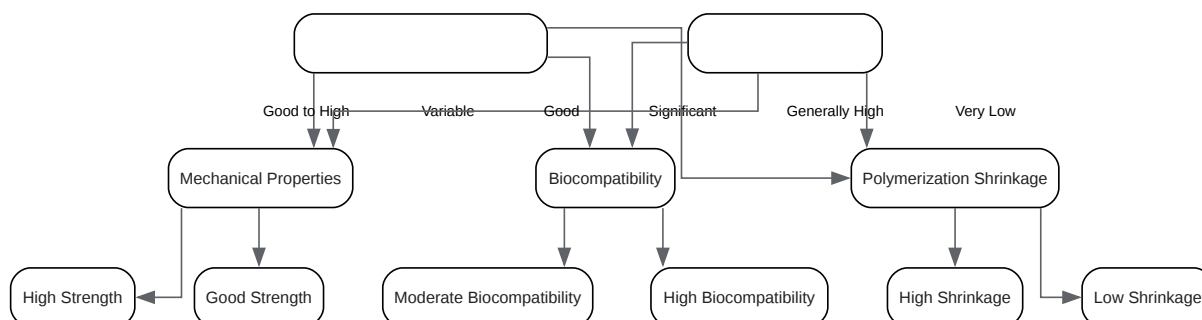 Good to High
Variable
Good
Significant
Generally High
Very Low
Mechanical Properties
Biocompatibility
Polymerization Shrinkage
High Strength
Good Strength
Moderate Biocompatibility
High Biocompatibility
High Shrinkage
Low Shrinkage